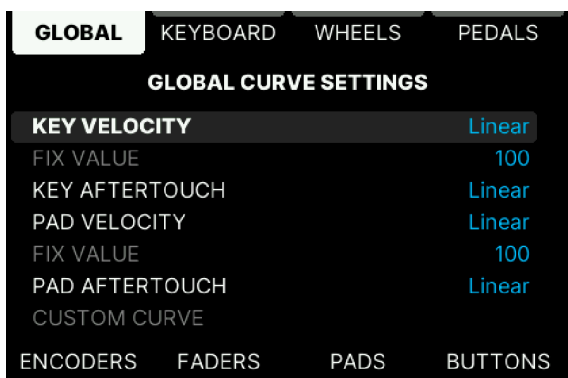 GLOBAL KEYBOARD WHEELS PEDALS
GLOBAL CURVE SETTINGS
KEY VELOCITY Linear
FIX VALUE 100
KEY AFTERTOUCH Linear
PAD VELOCITY Linear
FIX VALUE 100
PAD AFTERTOUCH Linear
CUSTOM CURVE
ENCODERS FADERS PADS BUTTONS